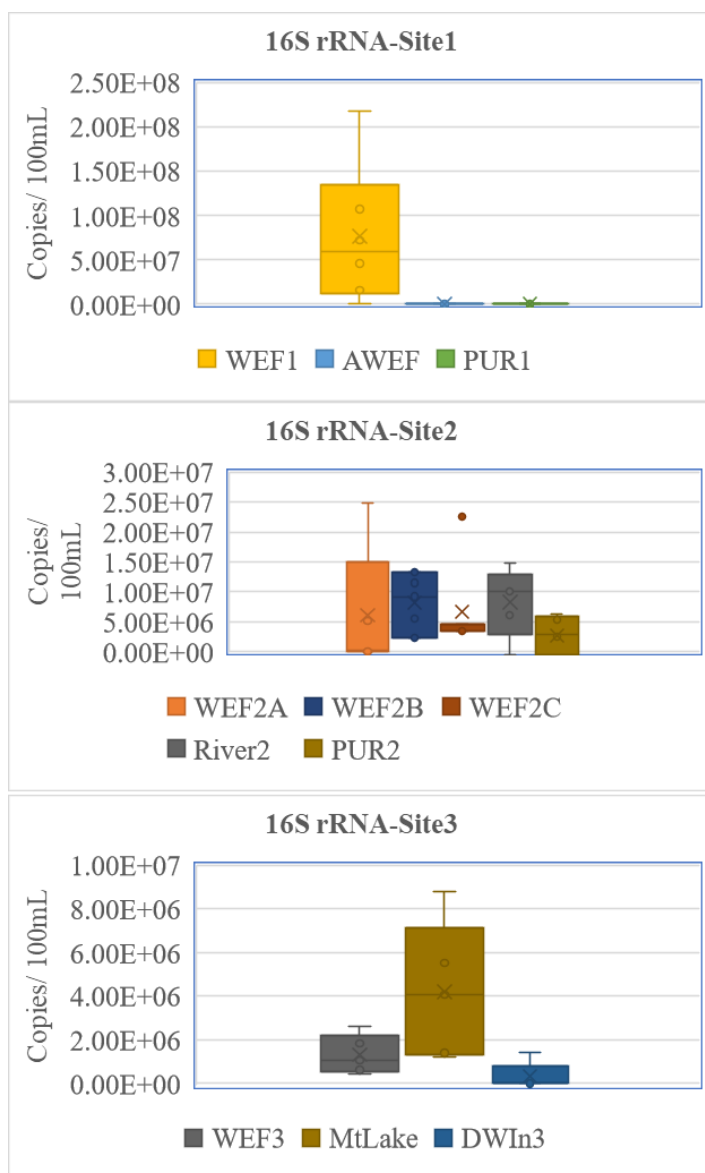 16S rRNA-Site1
Copies/ 100mL
2.50E+08
2.00E+08
1.50E+08
1.00E+08
5.00E+07
0.00E+00
WEF1 AWEF PUR1
16S rRNA-Site2
Copies/
100mL
3.00E+07
2.50E+07
2.00E+07
1.50E+07
1.00E+07
5.00E+06
0.00E+00
WEF2A WEF2B WEF2C
River2 PUR2
16S rRNA-Site3
Copies/ 100mL
1.00E+07
8.00E+06
6.00E+06
4.00E+06
2.00E+06
0.00E+00
WEF3 MtLake DWIn3